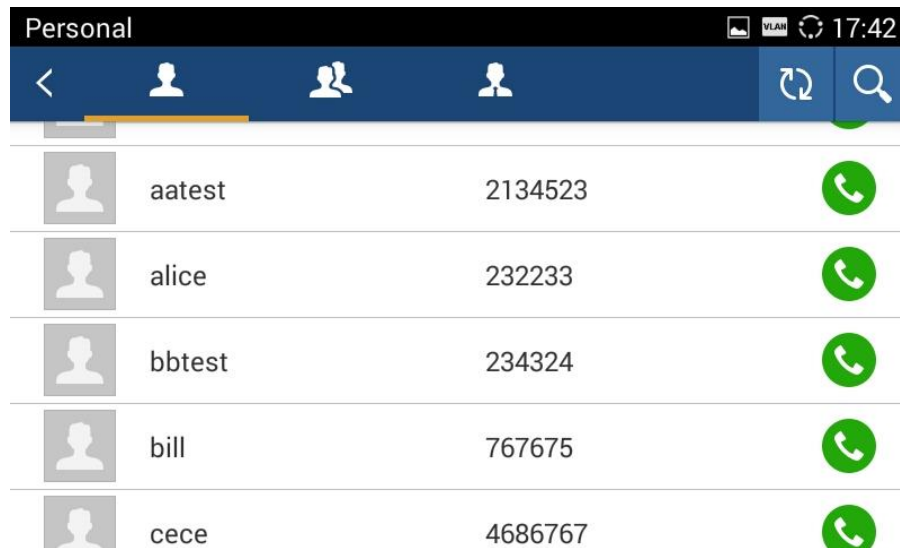 Personal VLAN 17:42
aatest 2134523
alice 232233
bbtest 234324
bill 767675
cece 4686767